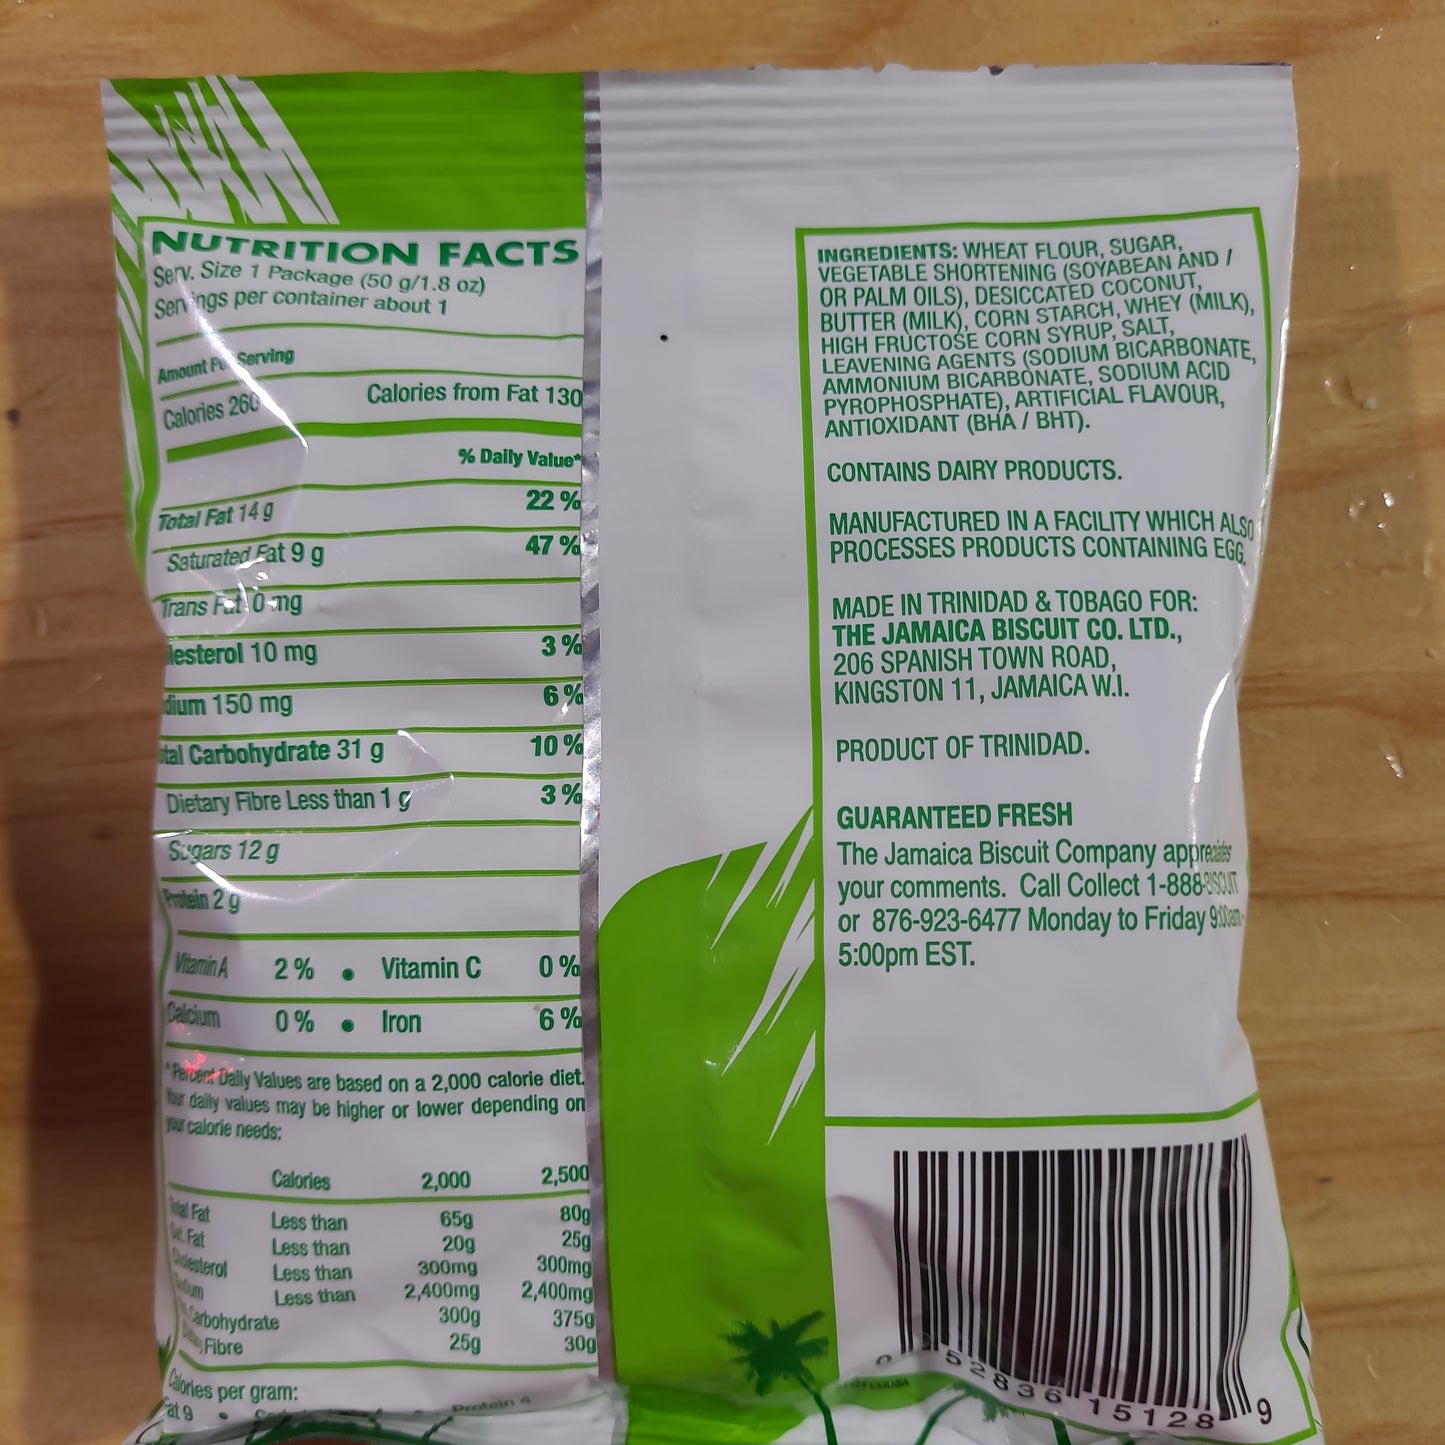 NUTRITION FACTS
Serv. Size 1 Package (50 g/1.8 oz)
Servings per container about 1
Amount Per Serving
Calories 260 Calories from Fat 130
% Daily Value*
Total Fat 14 g 22 %
Saturated Fat 9 g 47 %
Trans Fat 0 mg
lesterol 10 mg 3 %
dium 150 mg 6 %
otal Carbohydrate 31 g 10 %
Dietary Fibre Less than 1 g 3 %
Sugars 12 g
Protein 2 g
Vitamin A 2 % • Vitamin C 0 %
Calcium 0 % • Iron 6 %
* Percent Daily Values are based on a 2,000 calorie diet.
Your daily values may be higher or lower depending on
your calorie needs:
Calories 2,000 2,500
Total Fat Less than 65g 80g
Sat. Fat Less than 20g 25g
Cholesterol Less than 300mg 300mg
Sodium Less than 2,400mg 2,400mg
Carbohydrate 300g 375g
Fibre 25g 30g
Calories per gram:
Fat 9 • Protein 4
INGREDIENTS: WHEAT FLOUR, SUGAR,
VEGETABLE SHORTENING (SOYABEAN AND /
OR PALM OILS), DESICCATED COCONUT,
BUTTER (MILK), CORN STARCH, WHEY (MILK),
HIGH FRUCTOSE CORN SYRUP, SALT,
LEAVENING AGENTS (SODIUM BICARBONATE,
AMMONIUM BICARBONATE, SODIUM ACID
PYROPHOSPHATE), ARTIFICIAL FLAVOUR,
ANTIOXIDANT (BHA / BHT).
CONTAINS DAIRY PRODUCTS.
MANUFACTURED IN A FACILITY WHICH ALSO
PROCESSES PRODUCTS CONTAINING EGG.
MADE IN TRINIDAD & TOBAGO FOR:
THE JAMAICA BISCUIT CO. LTD.,
206 SPANISH TOWN ROAD,
KINGSTON 11, JAMAICA W.I.
PRODUCT OF TRINIDAD.
GUARANTEED FRESH
The Jamaica Biscuit Company appreciates
your comments. Call Collect 1-888-BISCUIT
or 876-923-6477 Monday to Friday 9:00am -
5:00pm EST.
0 52836 15128 9